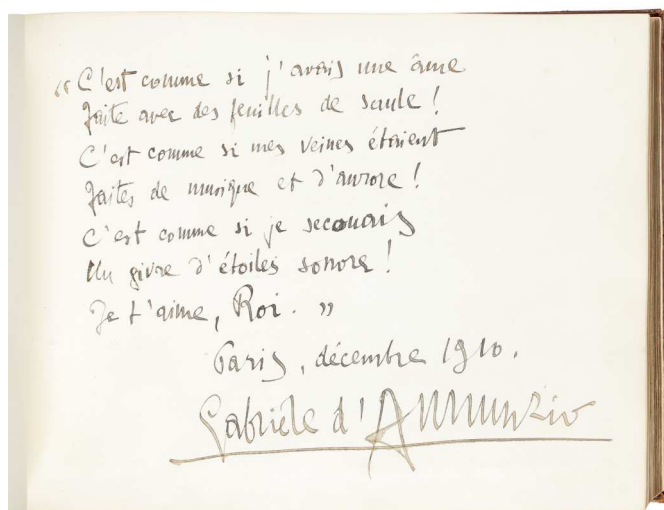 “ C'est comme si j'avais une âme
faite avec des feuilles de saule !
C'est comme si mes veines étaient
faites de musique et d'aurore !
C'est comme si je secouais
Un givre d'étoiles sonore !
Je t'aime, Roi. ”
Paris, décembre 1910.
Gabriele d'Annunzio